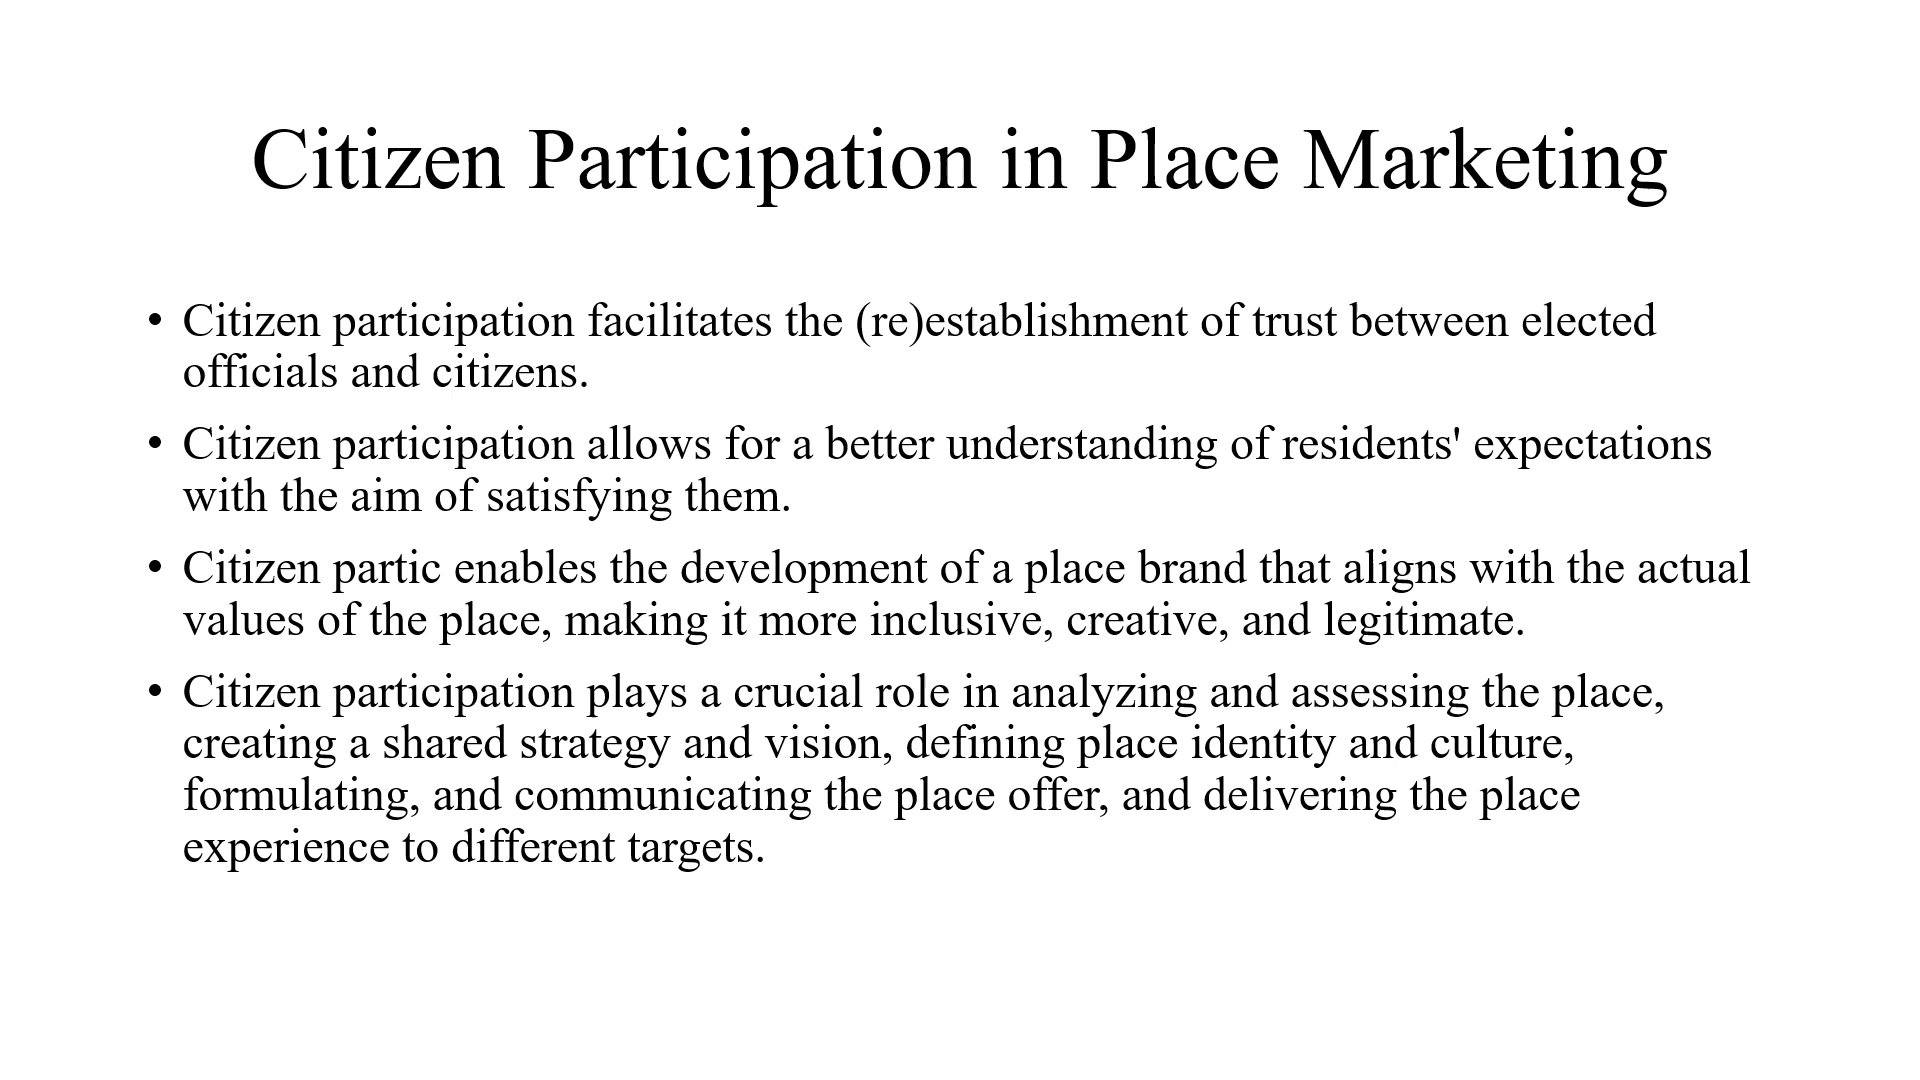 Citizen Participation in Place Marketing
• Citizen participation facilitates the (re)establishment of trust between elected
officials and citizens.
• Citizen participation allows for a better understanding of residents' expectations
with the aim of satisfying them.
• Citizen partic enables the development of a place brand that aligns with the actual
values of the place, making it more inclusive, creative, and legitimate.
• Citizen participation plays a crucial role in analyzing and assessing the place,
creating a shared strategy and vision, defining place identity and culture,
formulating, and communicating the place offer, and delivering the place
experience to different targets.